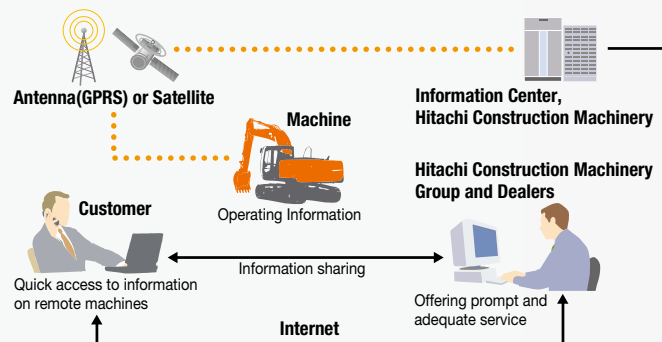 Antenna(GPRS) or Satellite
Information Center,
Hitachi Construction Machinery
Machine
Operating Information
Hitachi Construction Machinery
Group and Dealers
Customer
Quick access to information
on remote machines
Information sharing
Offering prompt and
adequate service
Internet